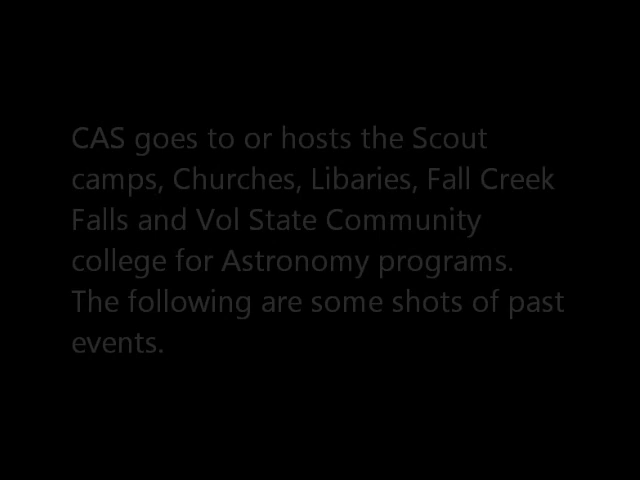 CAS goes to or hosts the Scout
camps, Churches, Libaries, Fall Creek
Falls and Vol State Community
college for Astronomy programs.
The following are some shots of past
events.